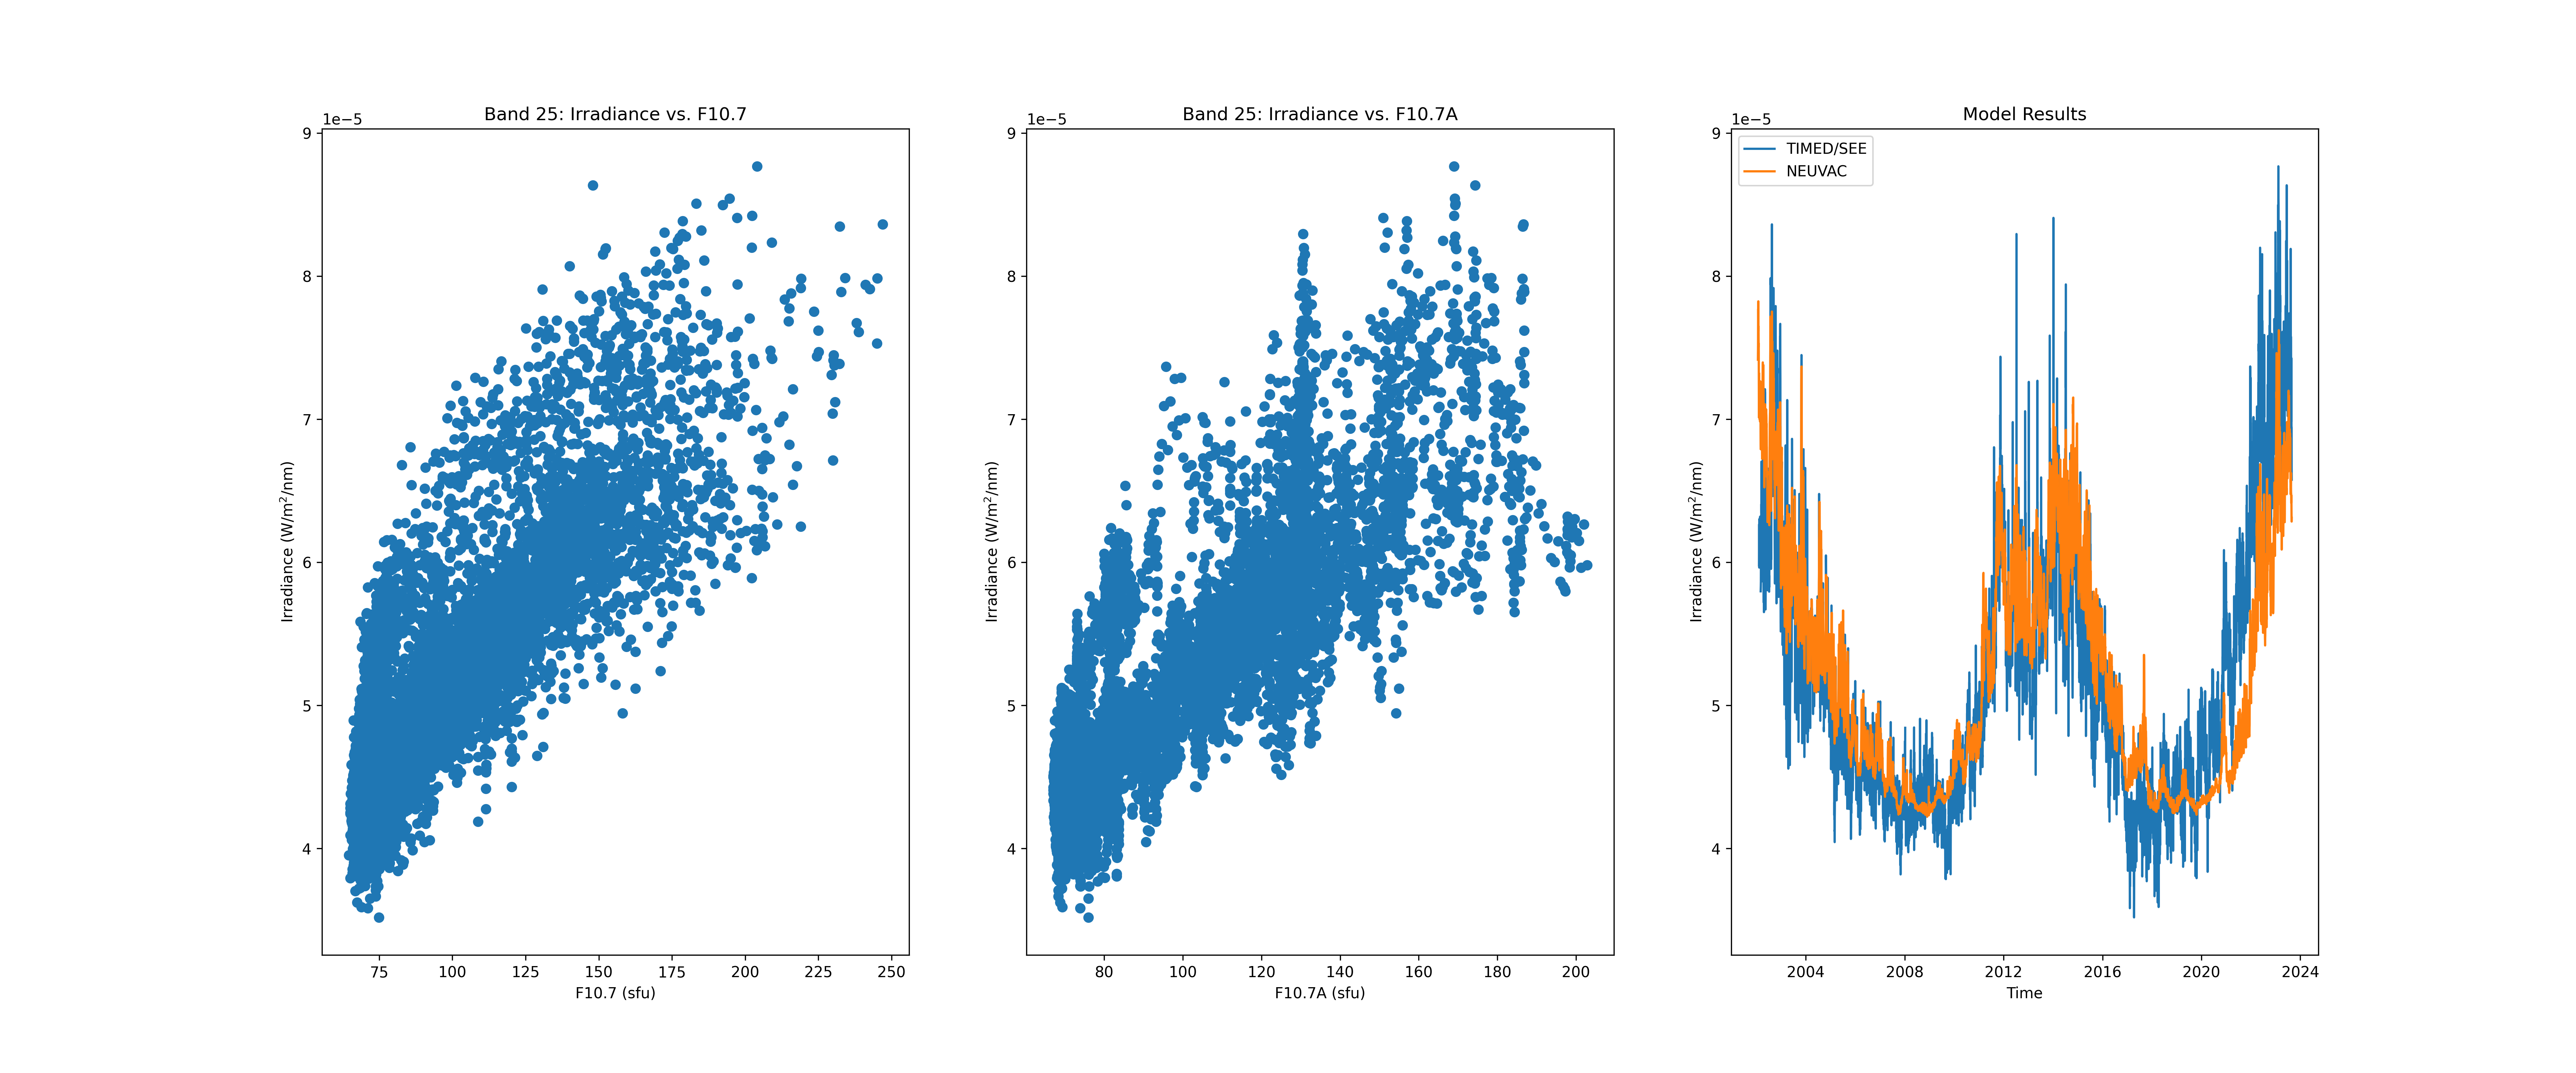 Band 25: Irradiance vs. F10.7
1e−5
9
8
7
6
5
4
Irradiance (W/m²/nm)
75 100 125 150 175 200 225 250
F10.7 (sfu)
Band 25: Irradiance vs. F10.7A
1e−5
9
8
7
6
5
4
Irradiance (W/m²/nm)
80 100 120 140 160 180 200
F10.7A (sfu)
Model Results
1e−5
TIMED/SEE
NEUVAC
9
8
7
6
5
4
Irradiance (W/m²/nm)
2004 2008 2012 2016 2020 2024
Time